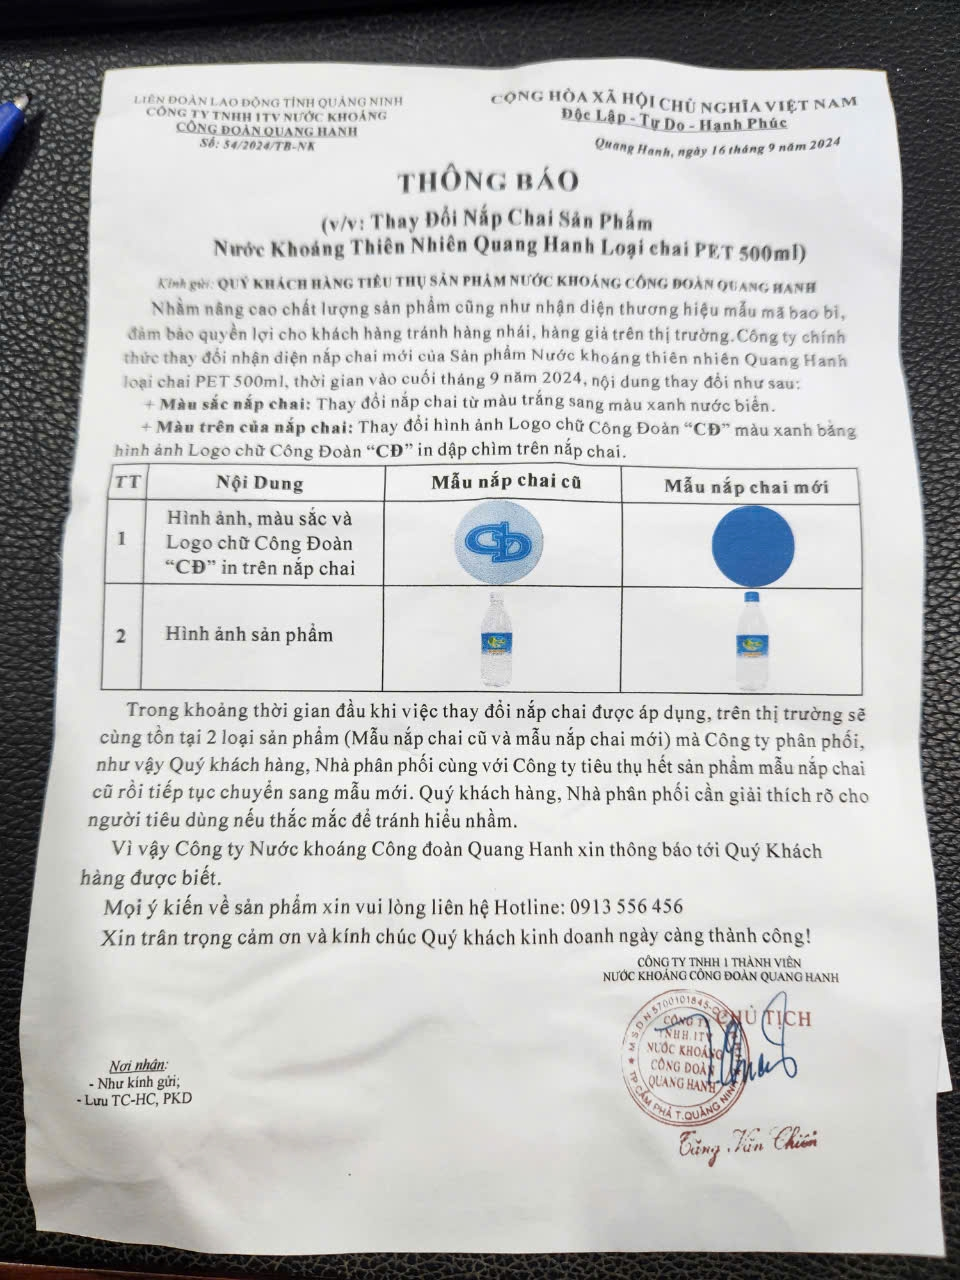 LIÊN ĐOÀN LAO ĐỘNG TỈNH QUẢNG NINH
CÔNG TY TNHH 1TV NƯỚC KHOÁNG
CÔNG ĐOÀN QUANG HANH
Số: 54/2024/TB-NK
CỘNG HÒA XÃ HỘI CHỦ NGHĨA VIỆT NAM
Độc Lập - Tự Do - Hạnh Phúc
Quang Hanh, ngày 16 tháng 9 năm 2024
THÔNG BÁO
(v/v: Thay Đổi Nắp Chai Sản Phẩm
Nước Khoáng Thiên Nhiên Quang Hanh Loại chai PET 500ml)
Kính gửi: QUÝ KHÁCH HÀNG TIÊU THỤ SẢN PHẨM NƯỚC KHOÁNG CÔNG ĐOÀN QUANG HANH
Nhằm nâng cao chất lượng sản phẩm cũng như nhận diện thương hiệu mẫu mã bao bì,
đảm bảo quyền lợi cho khách hàng tránh hàng nhái, hàng giả trên thị trường.Công ty chính
thức thay đổi nhận diện nắp chai mới của Sản phẩm Nước khoáng thiên nhiên Quang Hanh
loại chai PET 500ml, thời gian vào cuối tháng 9 năm 2024, nội dung thay đổi như sau:
+ Màu sắc nắp chai: Thay đổi nắp chai từ màu trắng sang màu xanh nước biển.
+ Màu trên của nắp chai: Thay đổi hình ảnh Logo chữ Công Đoàn “CĐ” màu xanh bằng
hình ảnh Logo chữ Công Đoàn “CĐ” in dập chìm trên nắp chai.
TT Nội Dung Mẫu nắp chai cũ Mẫu nắp chai mới
1 Hình ảnh, màu sắc và
Logo chữ Công Đoàn
“CĐ” in trên nắp chai
CĐ
2 Hình ảnh sản phẩm
Trong khoảng thời gian đầu khi việc thay đổi nắp chai được áp dụng, trên thị trường sẽ
cùng tồn tại 2 loại sản phẩm (Mẫu nắp chai cũ và mẫu nắp chai mới) mà Công ty phân phối,
như vậy Quý khách hàng, Nhà phân phối cùng với Công ty tiêu thụ hết sản phẩm mẫu nắp chai
cũ rồi tiếp tục chuyển sang mẫu mới. Quý khách hàng, Nhà phân phối cần giải thích rõ cho
người tiêu dùng nếu thắc mắc để tránh hiểu nhầm.
Vì vậy Công ty Nước khoáng Công đoàn Quang Hanh xin thông báo tới Quý Khách
hàng được biết.
Mọi ý kiến về sản phẩm xin vui lòng liên hệ Hotline: 0913 556 456
Xin trân trọng cảm ơn và kính chúc Quý khách kinh doanh ngày càng thành công!
CÔNG TY TNHH 1 THÀNH VIÊN
NƯỚC KHOÁNG CÔNG ĐOÀN QUANG HANH
CHỦ TỊCH
M.S.D.N:5700101845-
CÔNG TY
TNHH.1TV
NƯỚC KHOÁNG
CÔNG ĐOÀN
QUANG HANH
TP.CẨM PHẢ T.QUẢNG NINH
Tăng Văn Chiến
Nơi nhận:
- Như kính gửi;
- Lưu TC-HC, PKD